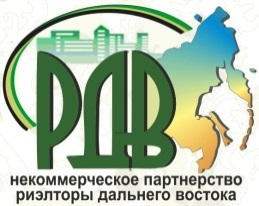 РДВ
некоммерческое партнерство
риэлторы дальнего востока